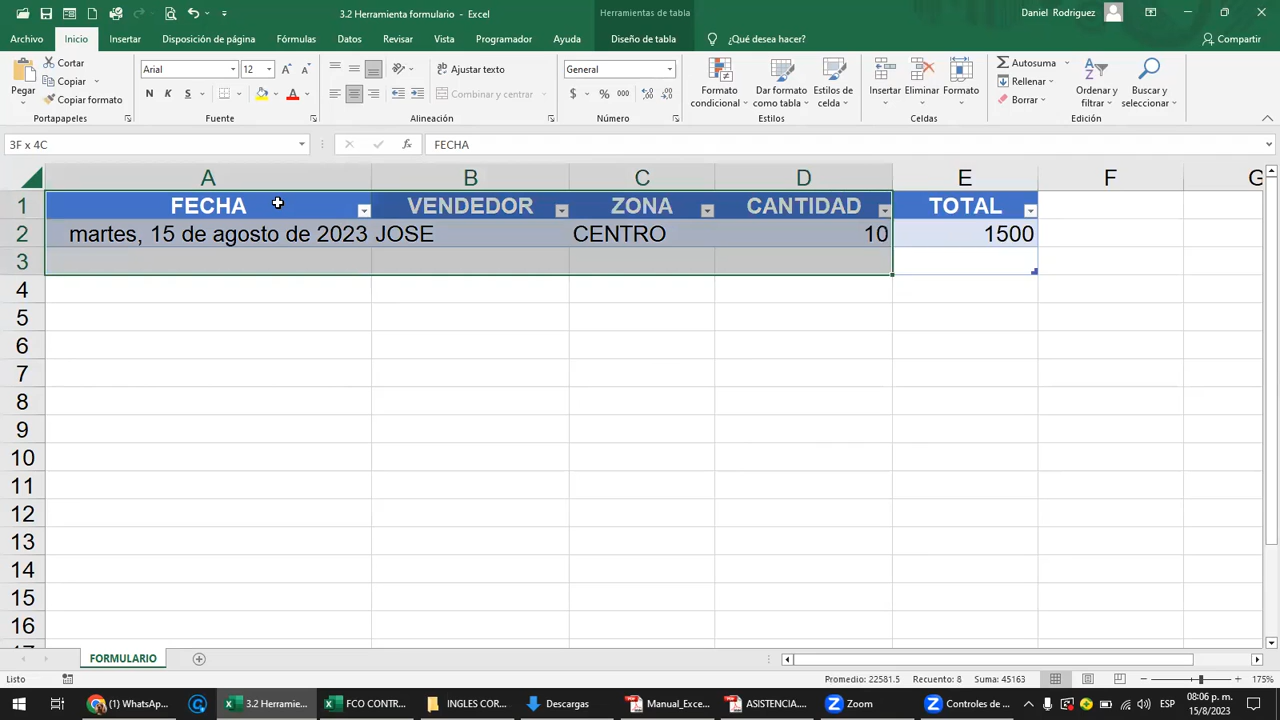 3.2 Herramienta formulario - Excel
Herramientas de tabla
Daniel Rodriguez
Archivo Inicio Insertar Disposición de página Fórmulas Datos Revisar Vista Programador Ayuda Diseño de tabla ¿Qué desea hacer? Compartir
Pegar
Cortar
Copiar
Copiar formato
Portapapeles
Arial 12
N K S
Fuente
Ajustar texto
Combinar y centrar
Alineación
General
$ % 000
Número
Formato condicional
Dar formato como tabla
Estilos de celda
Estilos
Insertar Eliminar Formato
Celdas
Autosuma
Rellenar
Borrar
Ordenar y filtrar
Buscar y seleccionar
Edición
3F x 4C fx FECHA
A B C D E F G
1 FECHA VENDEDOR ZONA CANTIDAD TOTAL
2 martes, 15 de agosto de 2023 JOSE CENTRO 10 1500
3
4
5
6
7
8
9
10
11
12
13
14
15
16
17
FORMULARIO
Listo Promedio: 22581.5 Recuento: 8 Suma: 45163 175%
(1) WhatsApp... 3.2 Herramie... FCO CONTR... INGLES COR... Descargas Manual_Exce... ASISTENCIA.... Zoom Controles de ... ESP 08:06 p. m.
15/8/2023